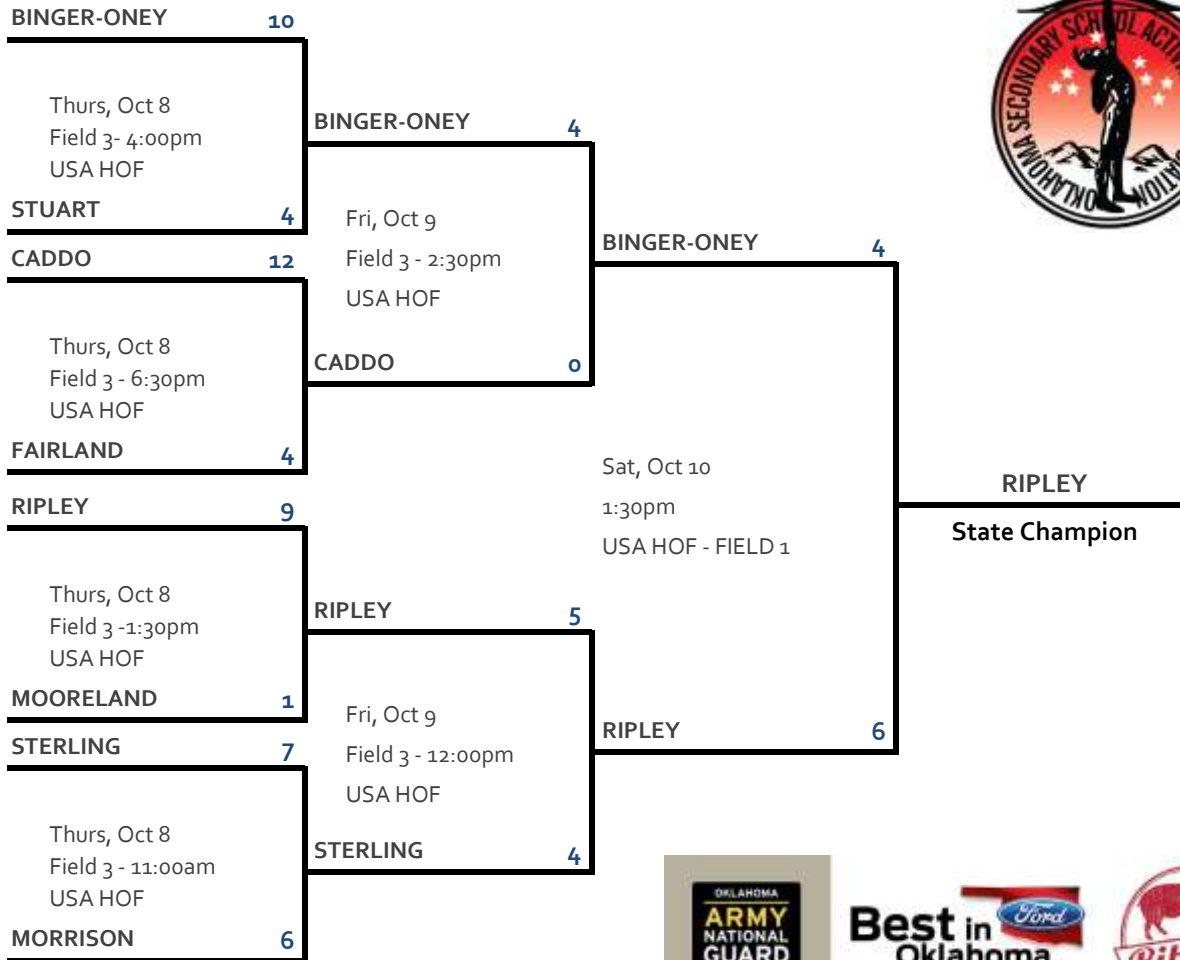 BINGER-ONEY 10
Thurs, Oct 8
Field 3- 4:00pm
USA HOF
STUART 4
CADDO 12
Thurs, Oct 8
Field 3 - 6:30pm
USA HOF
FAIRLAND 4
RIPLEY 9
Thurs, Oct 8
Field 3 -1:30pm
USA HOF
MOORELAND 1
STERLING 7
Thurs, Oct 8
Field 3 - 11:00am
USA HOF
MORRISON 6
BINGER-ONEY 4
Fri, Oct 9
Field 3 - 2:30pm
USA HOF
CADDO 0
RIPLEY 5
Fri, Oct 9
Field 3 - 12:00pm
USA HOF
STERLING 4
BINGER-ONEY 4
Sat, Oct 10
1:30pm
USA HOF - FIELD 1
RIPLEY 6
RIPLEY
State Champion
OKLAHOMA SECONDARY SCHOOL
OKLAHOMA
ARMY
NATIONAL
GUARD
Best in
Oklahoma
Ford